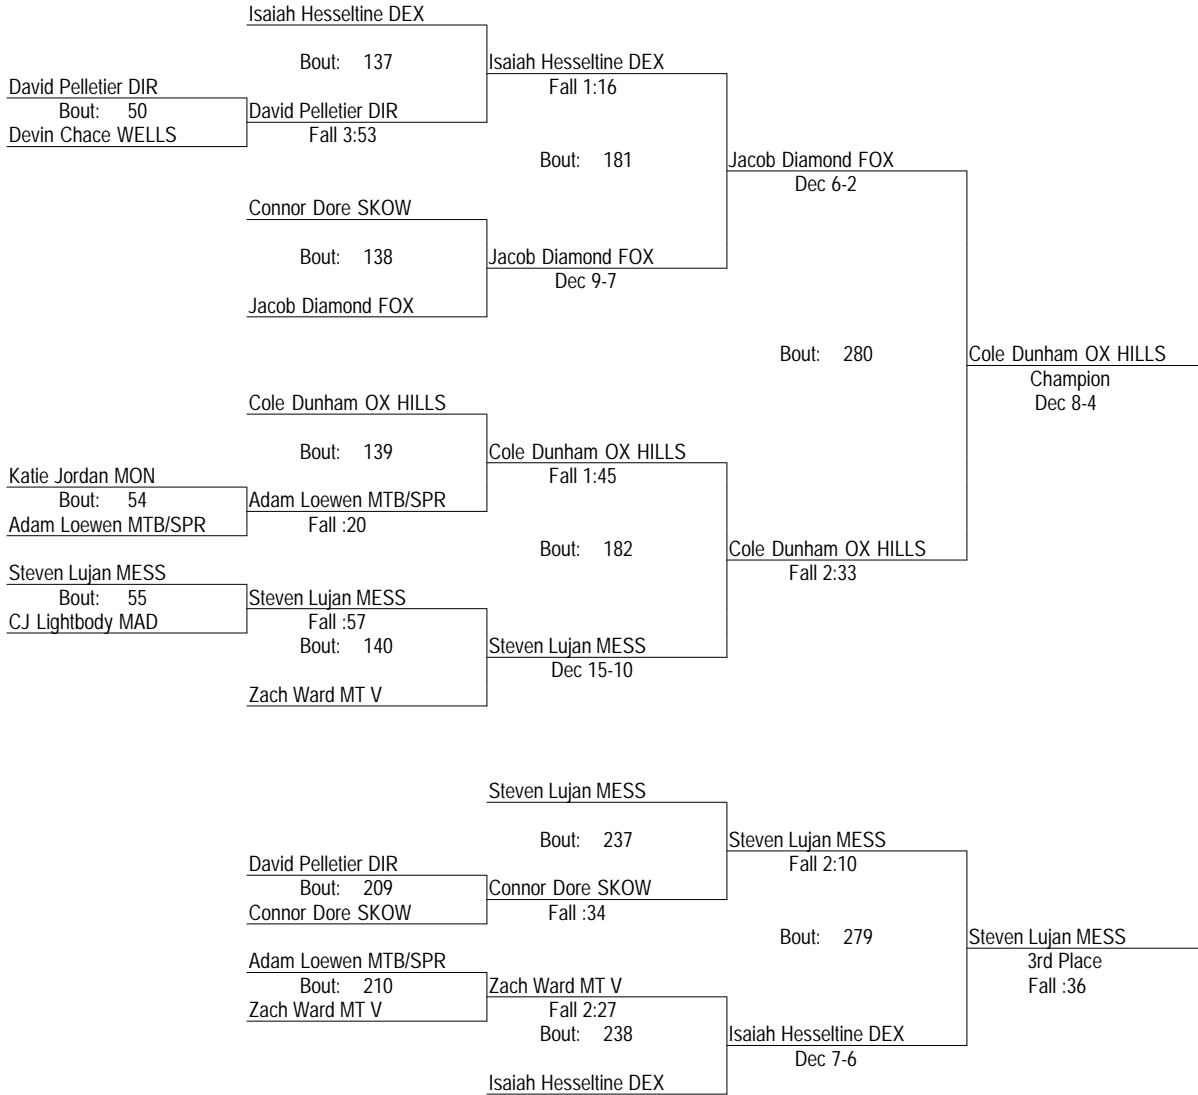 Isaiah Hesseltine DEX
Bout: 137
Isaiah Hesseltine DEX
Fall 1:16
David Pelletier DIR
Bout: 50
Devin Chace WELLS
David Pelletier DIR
Fall 3:53
Bout: 181
Jacob Diamond FOX
Dec 6-2
Connor Dore SKOW
Bout: 138
Jacob Diamond FOX
Dec 9-7
Jacob Diamond FOX
Bout: 280
Cole Dunham OX HILLS
Champion
Dec 8-4
Cole Dunham OX HILLS
Bout: 139
Cole Dunham OX HILLS
Fall 1:45
Katie Jordan MON
Bout: 54
Adam Loewen MTB/SPR
Adam Loewen MTB/SPR
Fall :20
Bout: 182
Cole Dunham OX HILLS
Fall 2:33
Steven Lujan MESS
Bout: 55
CJ Lightbody MAD
Steven Lujan MESS
Fall :57
Bout: 140
Steven Lujan MESS
Dec 15-10
Zach Ward MT V
Steven Lujan MESS
Bout: 237
Steven Lujan MESS
Fall 2:10
David Pelletier DIR
Bout: 209
Connor Dore SKOW
Connor Dore SKOW
Fall :34
Bout: 279
Steven Lujan MESS
3rd Place
Fall :36
Adam Loewen MTB/SPR
Bout: 210
Zach Ward MT V
Zach Ward MT V
Fall 2:27
Bout: 238
Isaiah Hesseltine DEX
Dec 7-6
Isaiah Hesseltine DEX